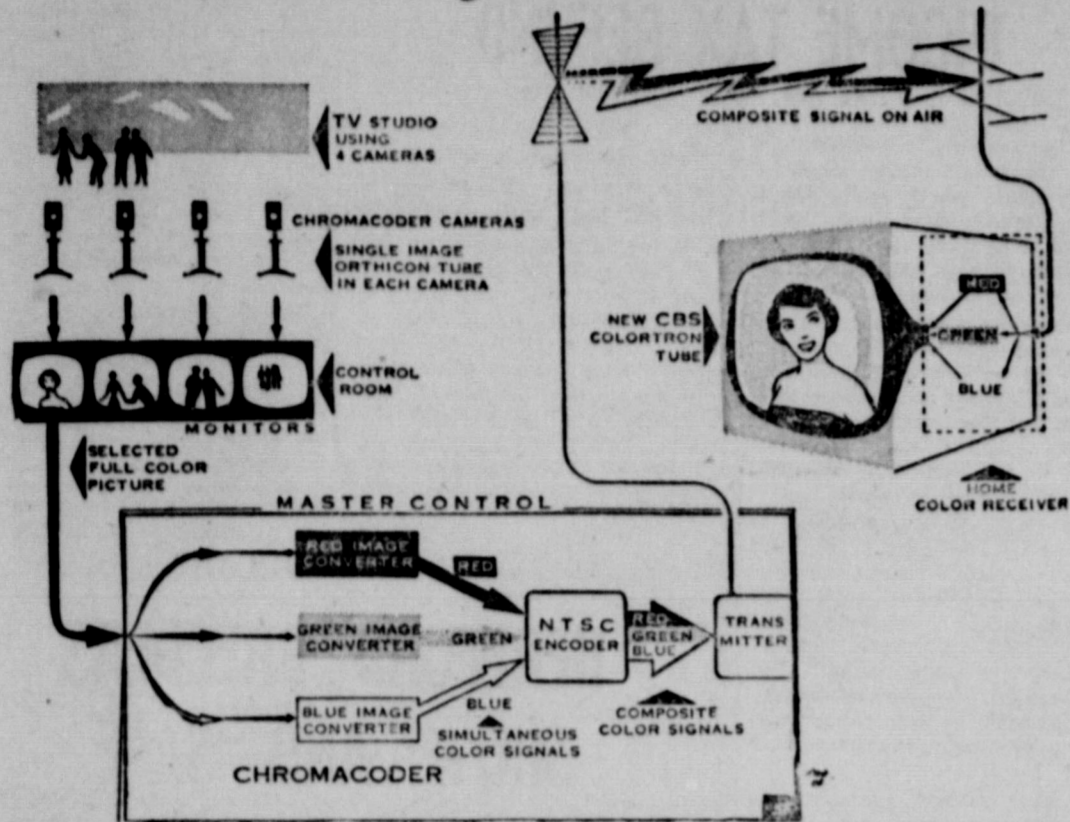 TV STUDIO
USING
4 CAMERAS
COMPOSITE SIGNAL ON AIR
CHROMACODER CAMERAS
SINGLE IMAGE
ORTHICON TUBE
IN EACH CAMERA
CONTROL
ROOM
MONITORS
SELECTED
FULL COLOR
PICTURE
NEW CBS
COLORTRON
TUBE
RED
GREEN
BLUE
HOME
COLOR RECEIVER
MASTER CONTROL
RED IMAGE
CONVERTER
RED
GREEN IMAGE
CONVERTER
GREEN
BLUE IMAGE
CONVERTER
BLUE
SIMULTANEOUS
COLOR SIGNALS
NTSC
ENCODER
RED
GREEN
BLUE
COMPOSITE
COLOR SIGNALS
TRANS
MITTER
CHROMACODER